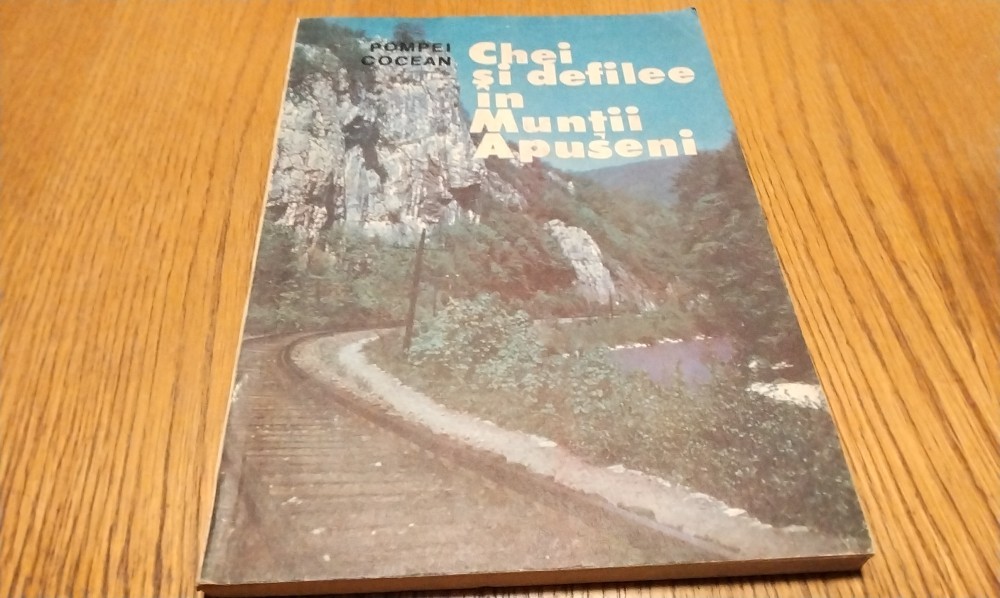 POMPEI
COCEAN
Chei
și defilee
în
Munții
Apuseni